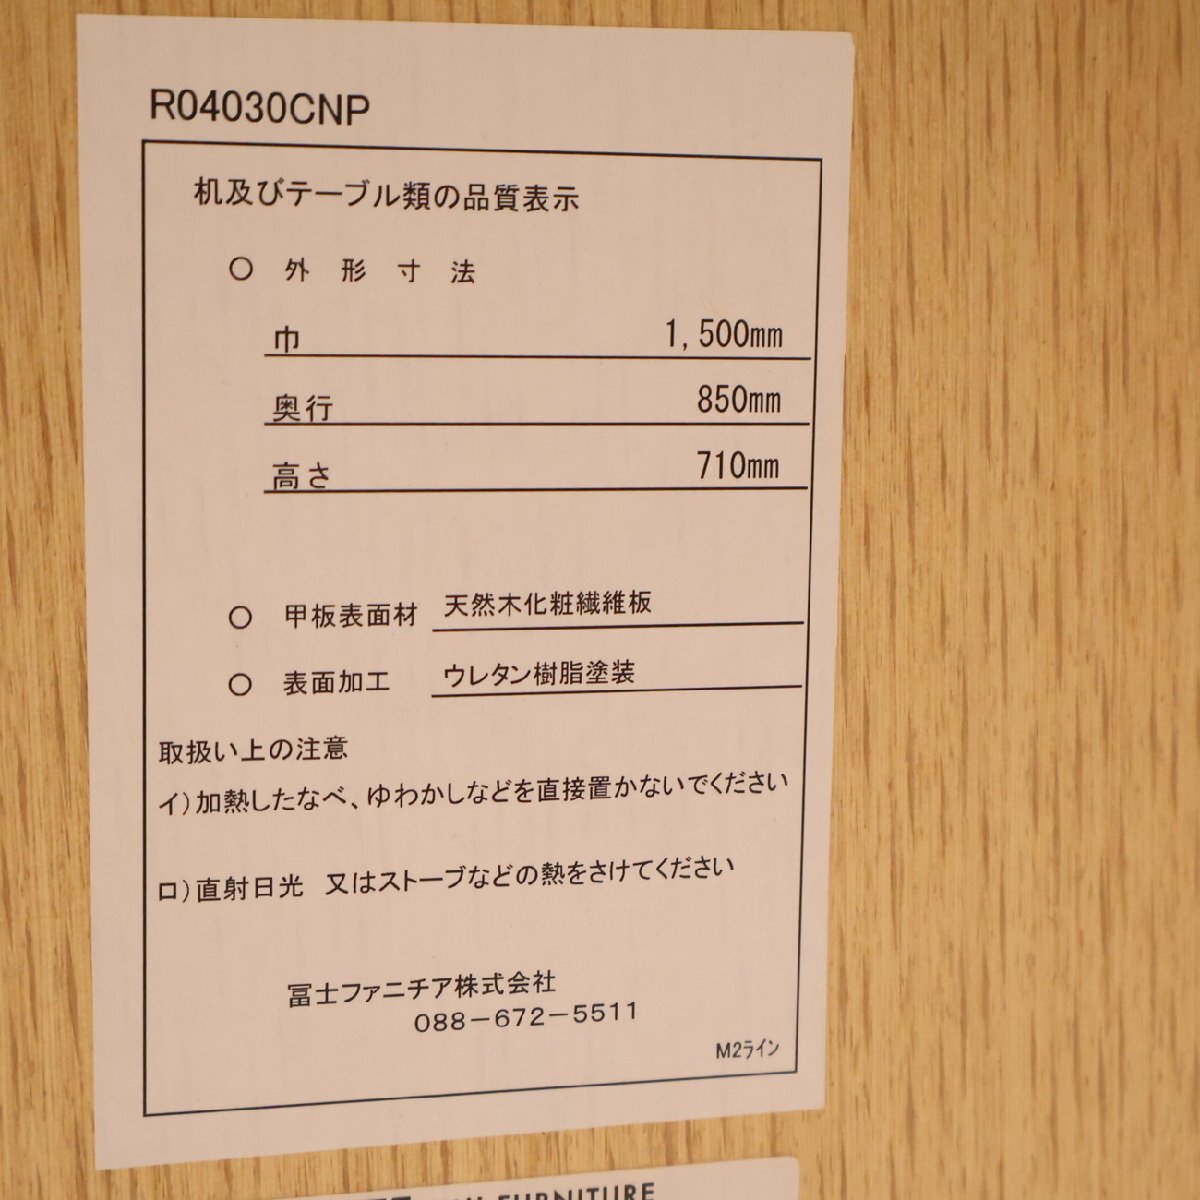 R04030CNP
机及びテーブル類の品質表示
○ 外形寸法
巾 1,500mm
奥行 850mm
高さ 710mm
○ 甲板表面材 天然木化粧繊維板
○ 表面加工 ウレタン樹脂塗装
取扱い上の注意
イ)加熱したなべ、ゆわかしなどを直接置かないでください
ロ)直射日光 又はストーブなどの熱をさけてください
冨士ファニチア株式会社
088-672-5511
M2ライン
FURNITURE